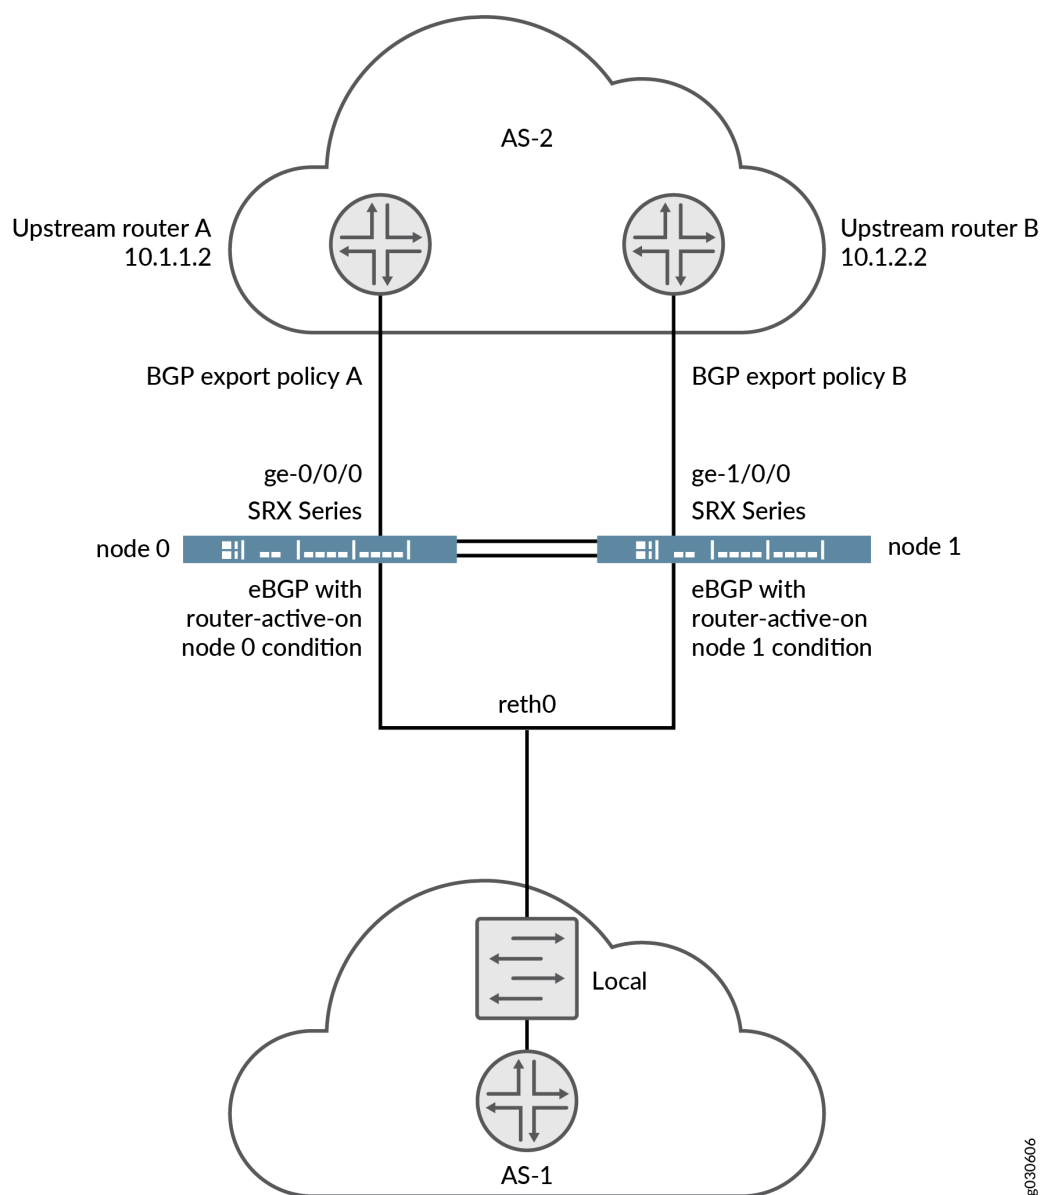 AS-2
Upstream router A
10.1.1.2
Upstream router B
10.1.2.2
BGP export policy A
BGP export policy B
ge-0/0/0
SRX Series
ge-1/0/0
SRX Series
node 0
node 1
eBGP with
router-active-on
node 0 condition
eBGP with
router-active-on
node 1 condition
reth0
Local
AS-1
g030606